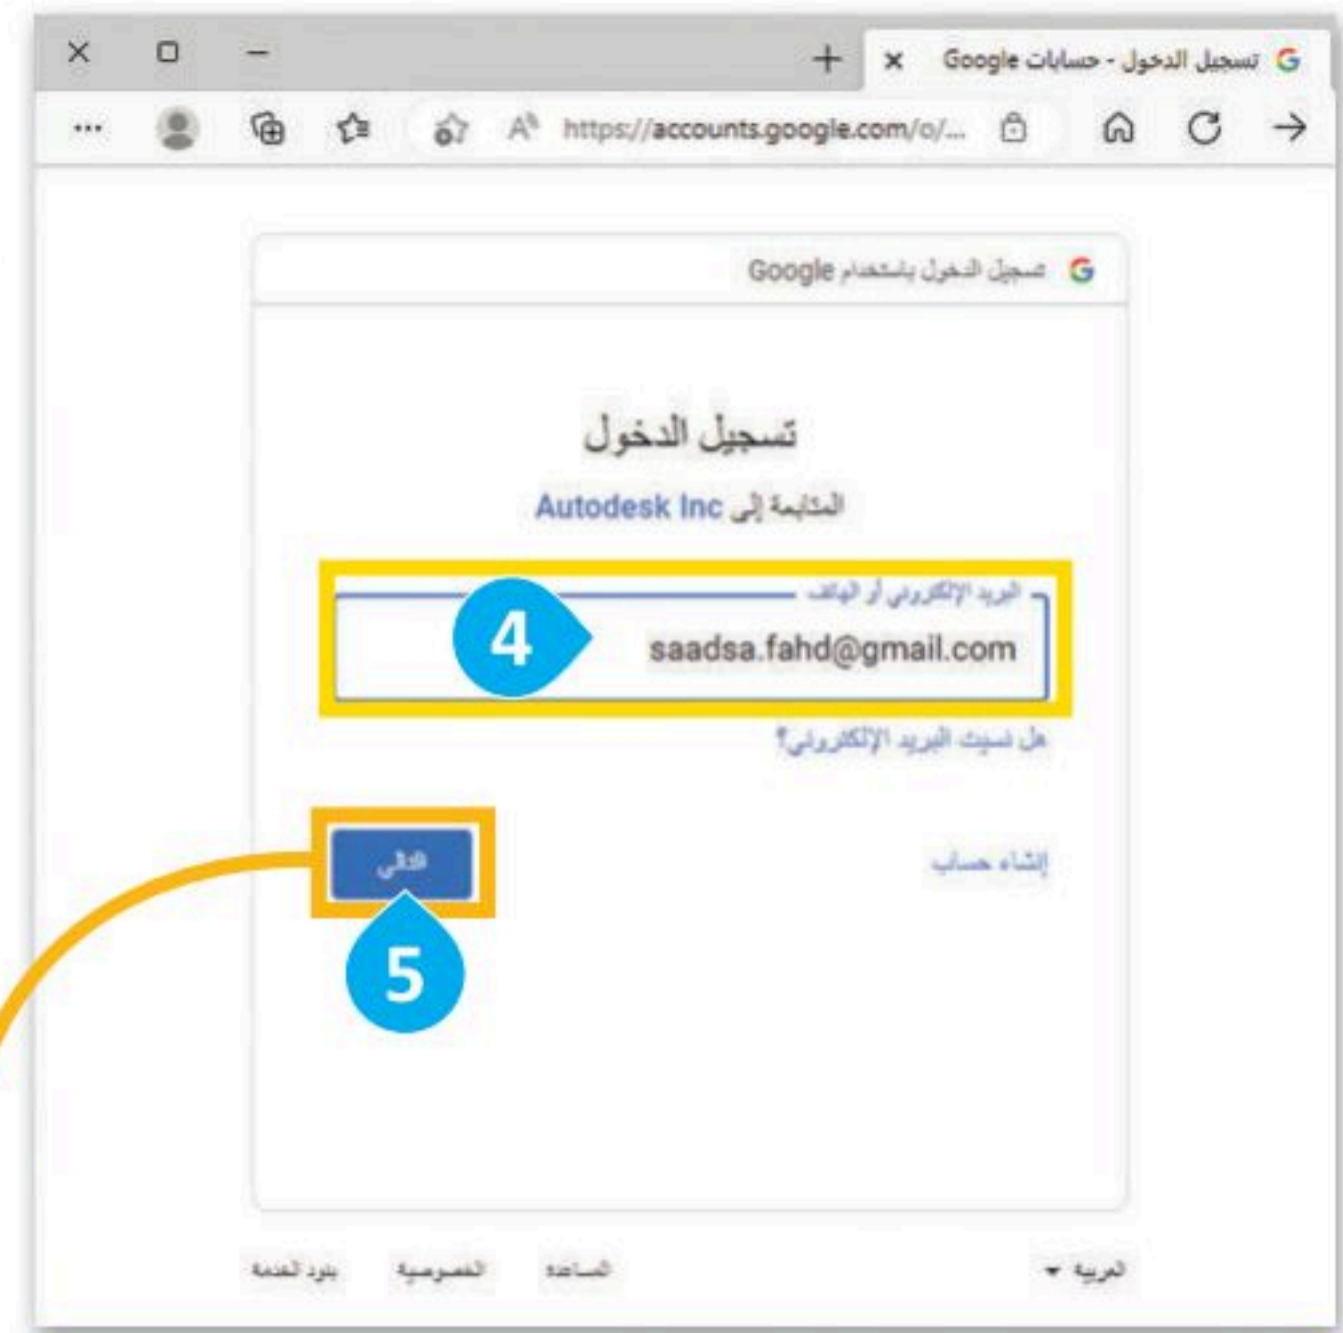 تسجيل الدخول - حسابات Google
https://accounts.google.com/o/...
تسجيل الدخول باستخدام Google
تسجيل الدخول
المتابعة إلى Autodesk Inc
البريد الإلكتروني أو الهاتف
saadsa.fahd@gmail.com
4
هل نسيت البريد الإلكتروني؟
إنشاء حساب
التالي
5
العربية
المساعدة
الخصوصية
بنود الخدمة